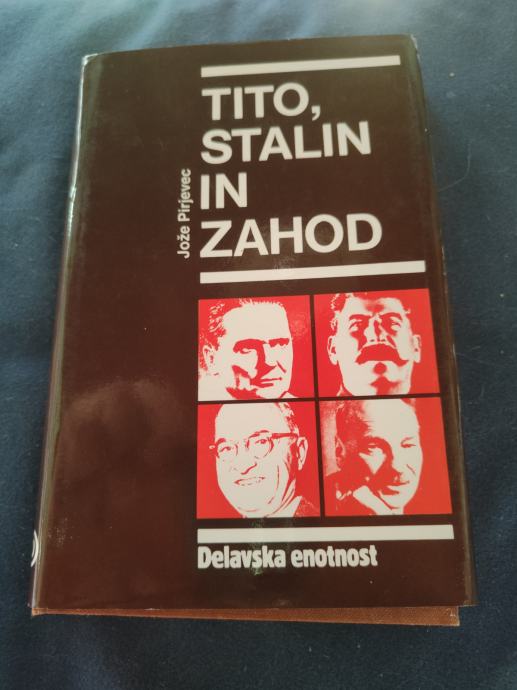 TITO,
STALIN
IN
ZAHOD
Jože Pirjevec
Delavska enotnost